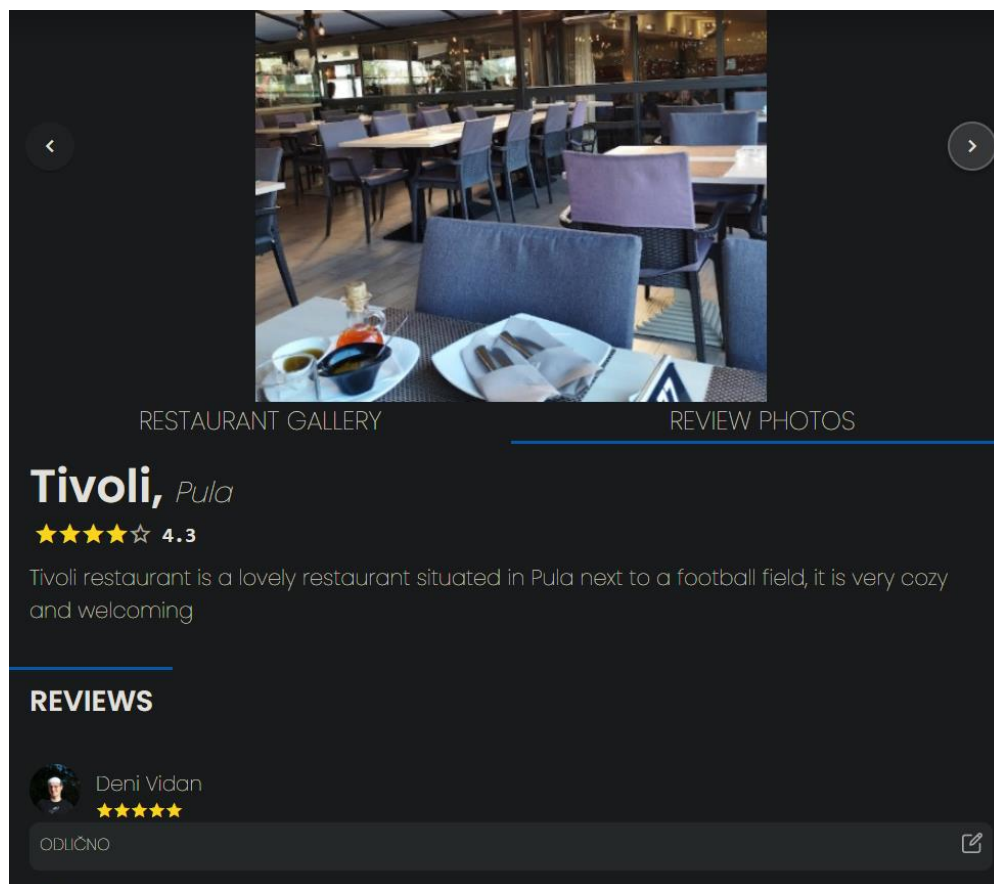 RESTAURANT GALLERY REVIEW PHOTOS
Tivoli, Pula
4.3
Tivoli restaurant is a lovely restaurant situated in Pula next to a football field, it is very cozy
and welcoming
REVIEWS
Deni Vidan
ODLIČNO